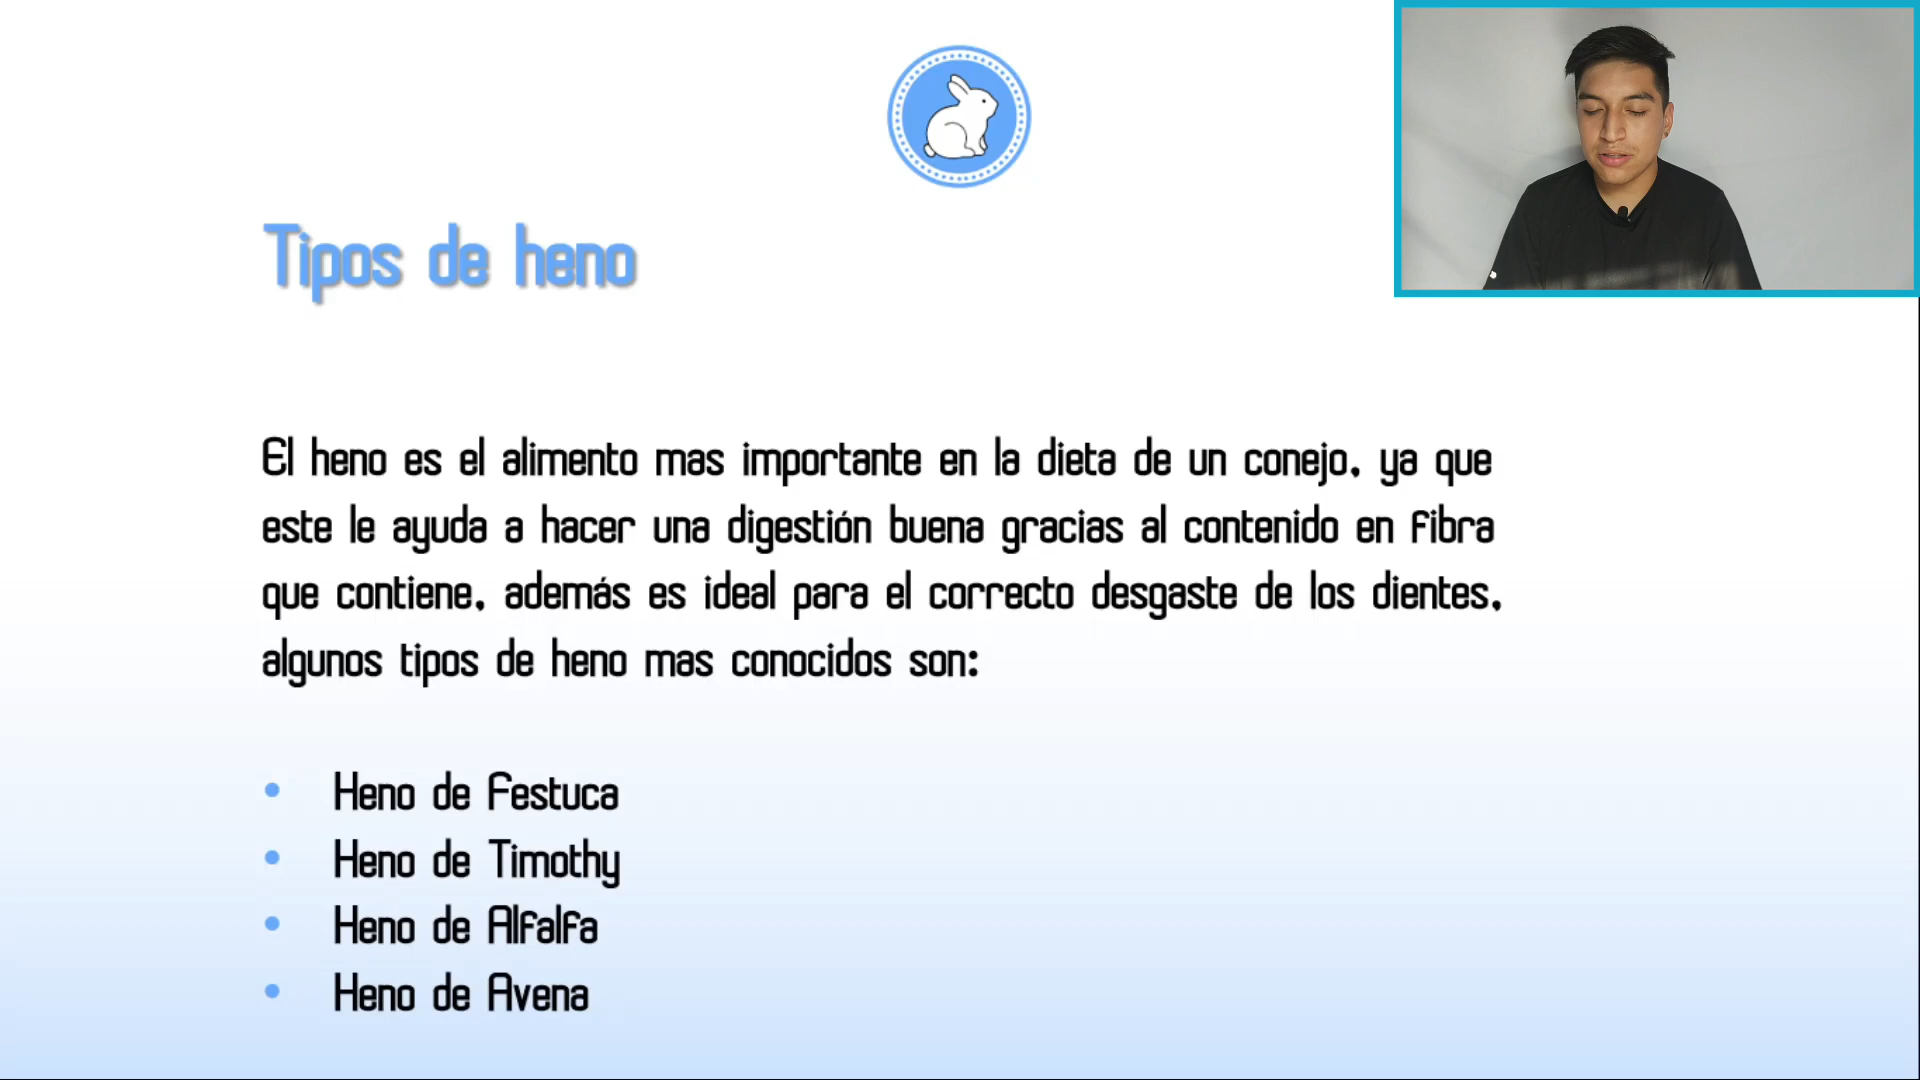 Tipos de heno
El heno es el alimento mas importante en la dieta de un conejo, ya que
este le ayuda a hacer una digestión buena gracias al contenido en fibra
que contiene, además es ideal para el correcto desgaste de los dientes,
algunos tipos de heno mas conocidos son:
• Heno de Festuca
• Heno de Timothy
• Heno de Alfalfa
• Heno de Avena